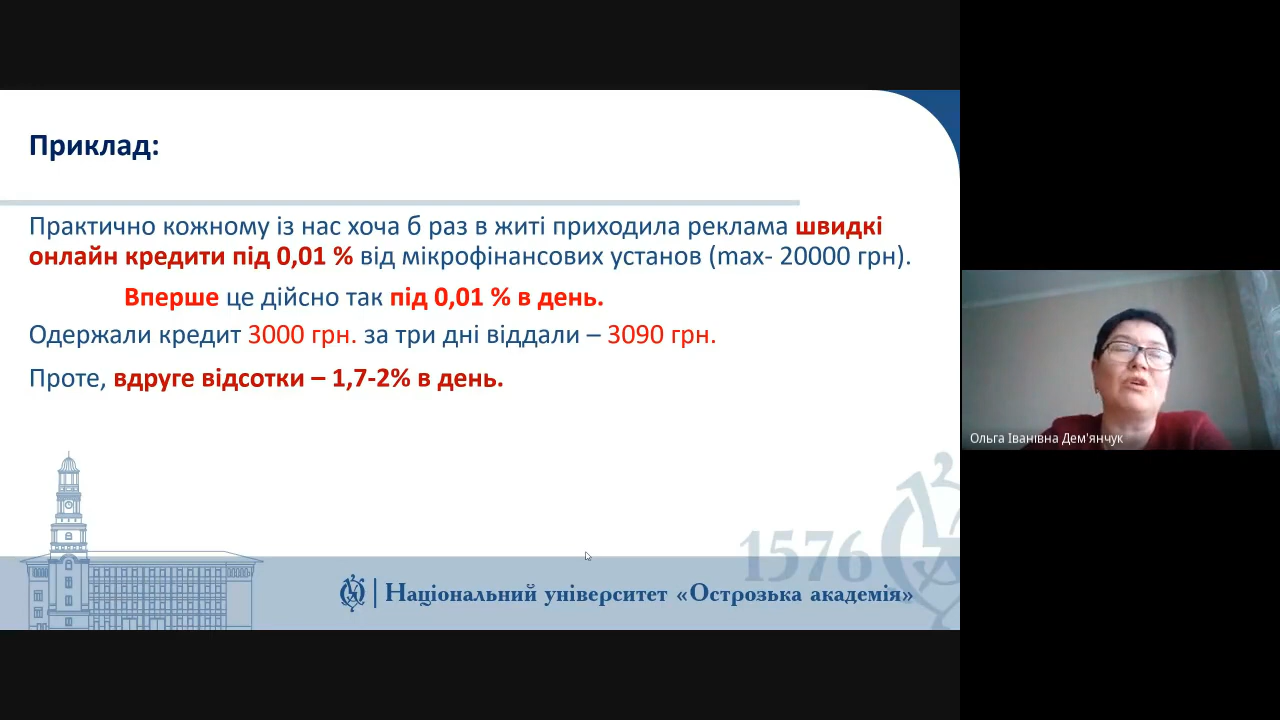 Приклад:
Практично кожному із нас хоча б раз в житі приходила реклама швидкі
онлайн кредити під 0,01 % від мікрофінансових установ (max- 20000 грн).
Вперше це дійсно так під 0,01 % в день.
Одержали кредит 3000 грн. за три дні віддали – 3090 грн.
Проте, вдруге відсотки – 1,7-2% в день.
Ольга Іванівна Дем'янчук
1576
Національний університет «Острозька академія»